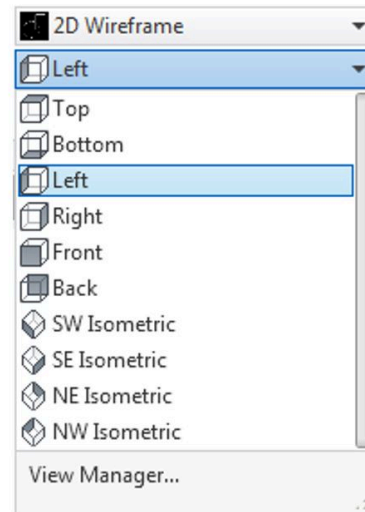 2D Wireframe
Left
Top
Bottom
Left
Right
Front
Back
SW Isometric
SE Isometric
NE Isometric
NW Isometric
View Manager...